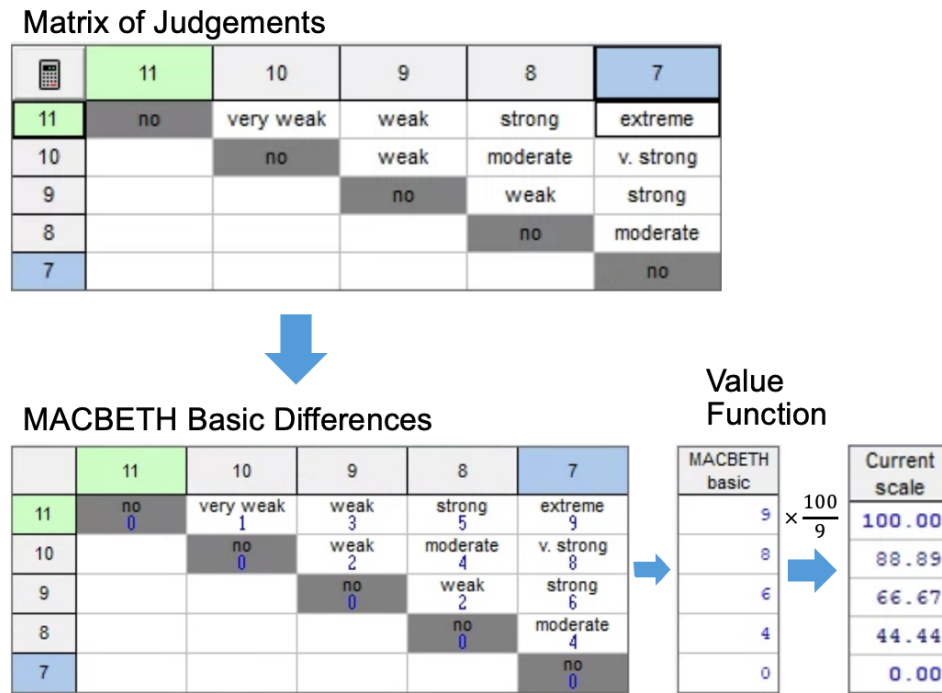 Matrix of Judgements
11 10 9 8 7
11 no very weak weak strong extreme
10 no weak moderate v. strong
9 no weak strong
8 no moderate
7 no
MACBETH Basic Differences
11 10 9 8 7
11 no very weak weak strong extreme
0 1 3 5 9
10 no weak moderate v. strong
0 2 4 8
9 no weak strong
0 2 6
8 no moderate
0 4
7 no
0
Value
Function
MACBETH
basic
9
8
6
4
0
× 100
9
Current
scale
100.00
88.89
66.67
44.44
0.00